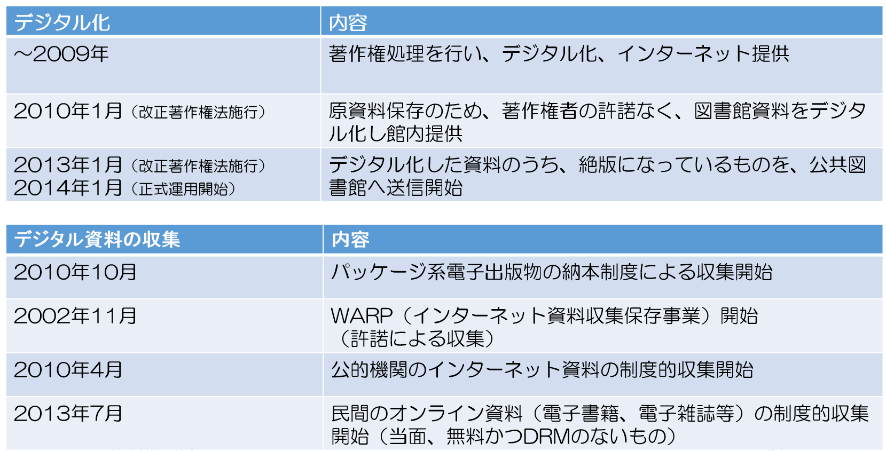 デジタル化 内容
～2009年 著作権処理を行い、デジタル化、インターネット提供
2010年1月（改正著作権法施行） 原資料保存のため、著作権者の許諾なく、図書館資料をデジタ
ル化し館内提供
2013年1月（改正著作権法施行） デジタル化した資料のうち、絶版になっているものを、公共図
2014年1月（正式運用開始） 書館へ送信開始
デジタル資料の収集 内容
2010年10月 パッケージ系電子出版物の納本制度による収集開始
2002年11月 WARP（インターネット資料収集保存事業）開始
（許諾による収集）
2010年4月 公的機関のインターネット資料の制度的収集開始
2013年7月 民間のオンライン資料（電子書籍、電子雑誌等）の制度的収集
開始（当面、無料かつDRMのないもの）